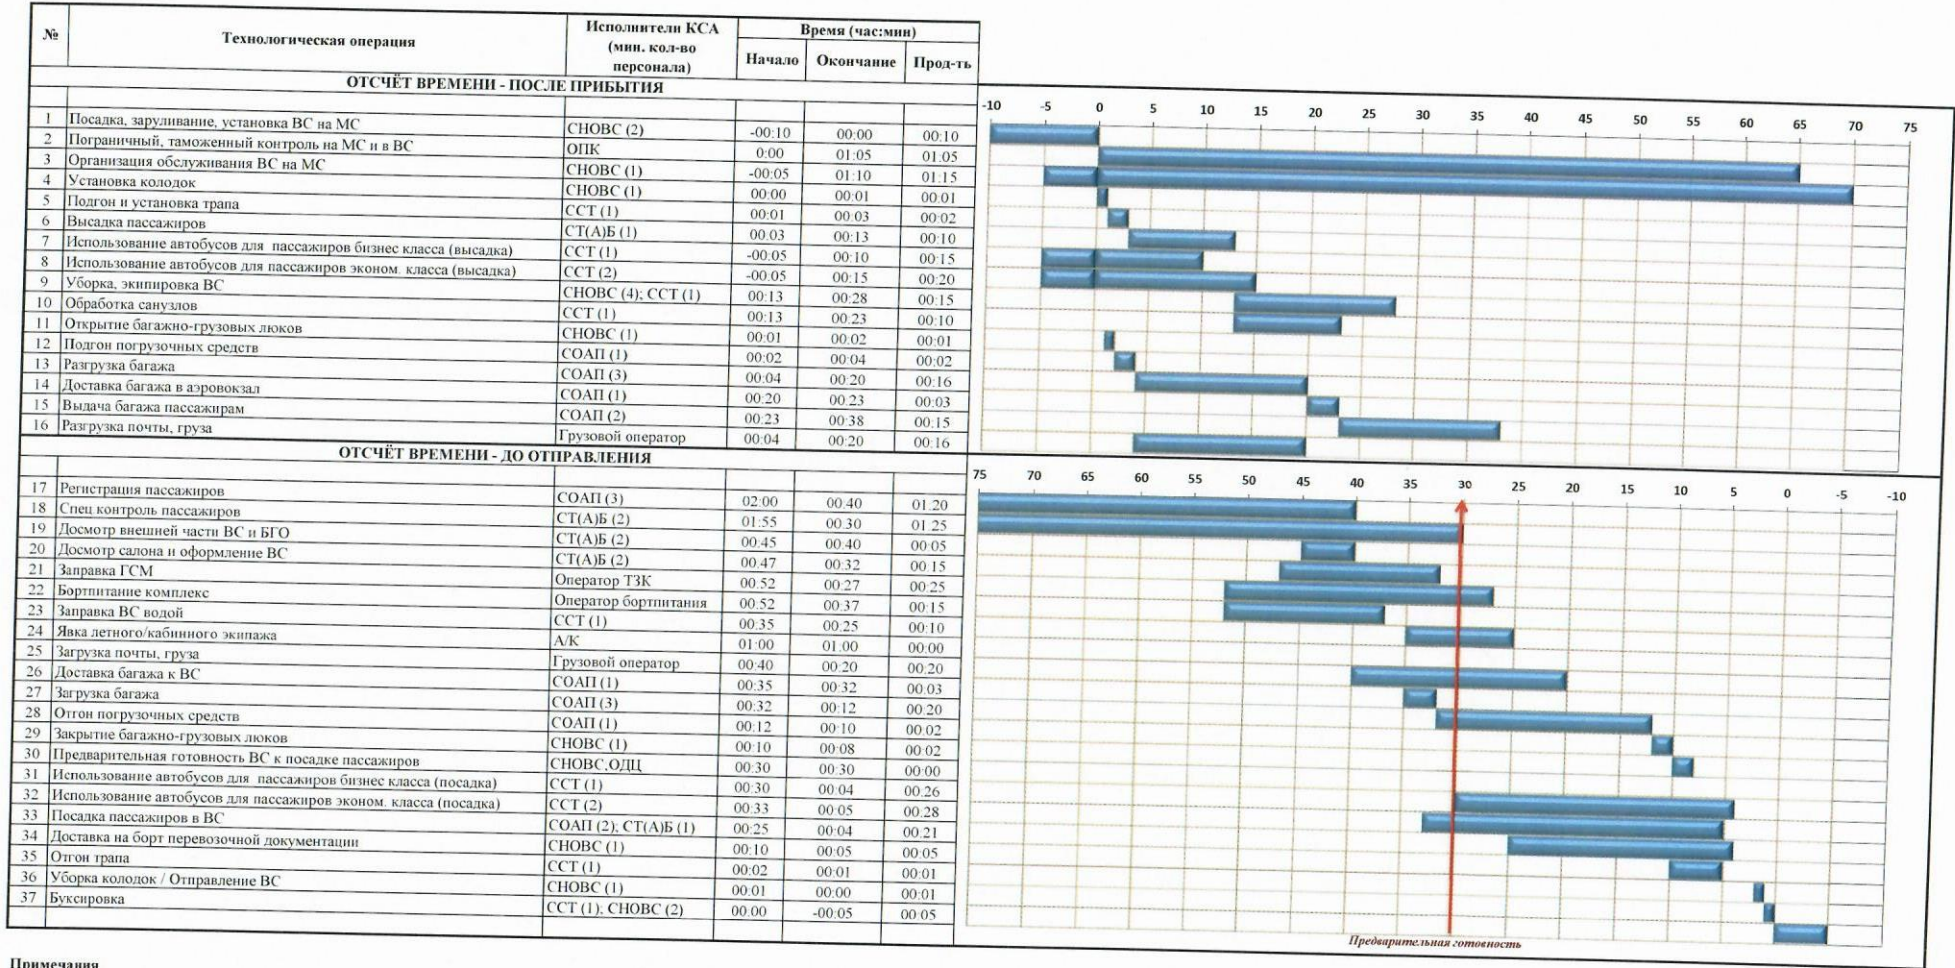 № Технологическая операция Исполнители КСА (мин. кол-во персонала) Время (час:мин)
Начало Окончание Прод-ть
ОТСЧЁТ ВРЕМЕНИ - ПОСЛЕ ПРИБЫТИЯ
-10 -5 0 5 10 15 20 25 30 35 40 45 50 55 60 65 70 75
1 Посадка, заруливание, установка ВС на МС СНОВС (2) -00:10 00:00 00:10
2 Пограничный, таможенный контроль на МС и в ВС ОПК 0:00 01:05 01:05
3 Организация обслуживания ВС на МС СНОВС (1) -00:05 01:10 01:15
4 Установка колодок СНОВС (1) 00:00 00:01 00:01
5 Подгон и установка трапа ССТ (1) 00:01 00:03 00:02
6 Высадка пассажиров СТ(А)Б (1) 00:03 00:13 00:10
7 Использование автобусов для пассажиров бизнес класса (высадка) ССТ (1) -00:05 00:10 00:15
8 Использование автобусов для пассажиров эконом. класса (высадка) ССТ (2) -00:05 00:15 00:20
9 Уборка, экипировка ВС СНОВС (4); ССТ (1) 00:13 00:28 00:15
10 Обработка санузлов ССТ (1) 00:13 00:23 00:10
11 Открытие багажно-грузовых люков СНОВС (1) 00:01 00:02 00:01
12 Подгон погрузочных средств СОАП (1) 00:02 00:04 00:02
13 Разгрузка багажа СОАП (3) 00:04 00:20 00:16
14 Доставка багажа в аэровокзал СОАП (1) 00:20 00:23 00:03
15 Выдача багажа пассажирам СОАП (2) 00:23 00:38 00:15
16 Разгрузка почты, груза Грузовой оператор 00:04 00:20 00:16
ОТСЧЁТ ВРЕМЕНИ - ДО ОТПРАВЛЕНИЯ
75 70 65 60 55 50 45 40 35 30 25 20 15 10 5 0 -5 -10
17 Регистрация пассажиров СОАП (3) 02:00 00:40 01:20
18 Спец контроль пассажиров СТ(А)Б (2) 01:55 00:30 01:25
19 Досмотр внешней части ВС и БГО СТ(А)Б (2) 00:45 00:40 00:05
20 Досмотр салона и оформление ВС СТ(А)Б (2) 00:47 00:32 00:15
21 Заправка ГСМ Оператор ТЗК 00:52 00:27 00:25
22 Бортпитание комплекс Оператор бортпитания 00:52 00:37 00:15
23 Заправка ВС водой ССТ (1) 00:35 00:25 00:10
24 Явка летного/кабинного экипажа А/К 01:00 01:00 00:00
25 Загрузка почты, груза Грузовой оператор 00:40 00:20 00:20
26 Доставка багажа к ВС СОАП (1) 00:35 00:32 00:03
27 Загрузка багажа СОАП (3) 00:32 00:12 00:20
28 Отгон погрузочных средств СОАП (1) 00:12 00:10 00:02
29 Закрытие багажно-грузовых люков СНОВС (1) 00:10 00:08 00:02
30 Предварительная готовность ВС к посадке пассажиров СНОВС,ОДЦ 00:30 00:30 00:00
31 Использование автобусов для пассажиров бизнес класса (посадка) ССТ (1) 00:30 00:04 00:26
32 Использование автобусов для пассажиров эконом. класса (посадка) ССТ (2) 00:33 00:05 00:28
33 Посадка пассажиров в ВС СОАП (2); СТ(А)Б (1) 00:25 00:04 00:21
34 Доставка на борт перевозочной документации СНОВС (1) 00:10 00:05 00:05
35 Отгон трапа ССТ (1) 00:02 00:01 00:01
36 Уборка колодок / Отправление ВС СНОВС (1) 00:01 00:00 00:01
37 Буксировка ССТ (1); СНОВС (2) 00:00 -00:05 00:05
Предварительная готовность
Примечания